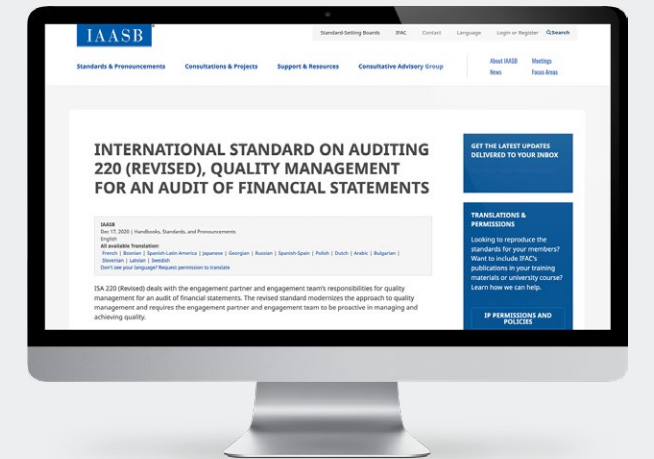 IAASB
Standard-Setting Boards IFAC Contact Language Login or Register Search
Standards & Pronouncements Consultations & Projects Support & Resources Consultative Advisory Group
About IAASB Meetings
News Focus Areas
INTERNATIONAL STANDARD ON AUDITING
220 (REVISED), QUALITY MANAGEMENT
FOR AN AUDIT OF FINANCIAL STATEMENTS
IAASB
Dec 17, 2020 | Handbooks, Standards, and Pronouncements
English
All available Translation:
French | Bosnian | Spanish-Latin America | Japanese | Georgian | Russian | Spanish-Spain | Polish | Dutch | Arabic | Bulgarian |
Slovenian | Latvian | Swedish
Don't see your language? Request permission to translate
ISA 220 (Revised) deals with the engagement partner and engagement team's responsibilities for quality
management for an audit of financial statements. The revised standard modernizes the approach to quality
management and requires the engagement partner and engagement team to be proactive in managing and
achieving quality.
GET THE LATEST UPDATES
DELIVERED TO YOUR INBOX
TRANSLATIONS &
PERMISSIONS
Looking to reproduce the
standards for your members?
Want to include IFAC's
publications in your training
materials or university course?
Learn how we can help.
IP PERMISSIONS AND
POLICIES